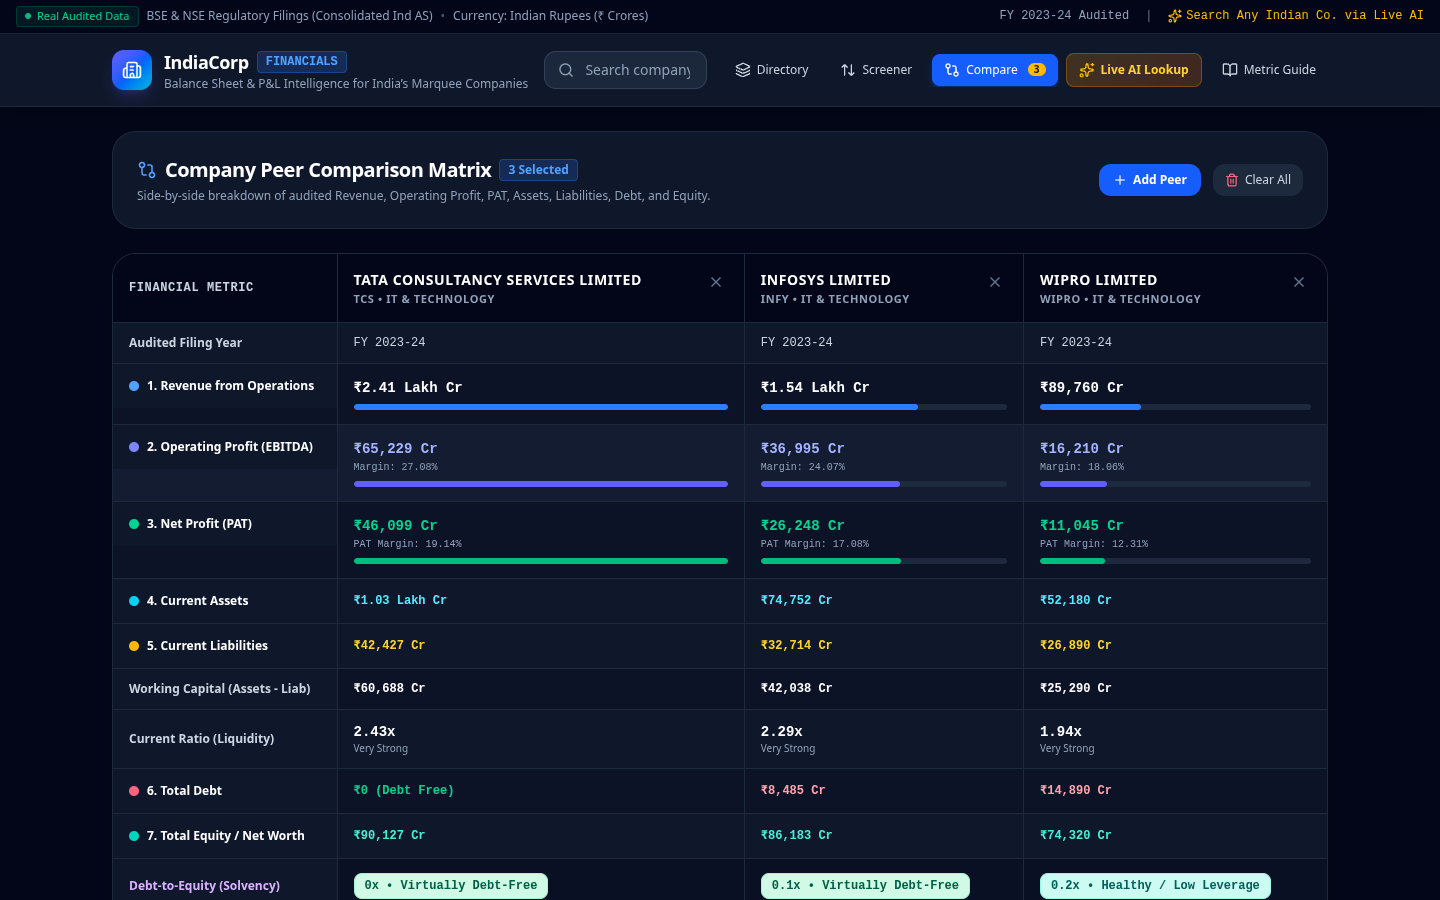 Real Audited Data BSE & NSE Regulatory Filings (Consolidated Ind AS) • Currency: Indian Rupees (₹ Crores) FY 2023-24 Audited | Search Any Indian Co. via Live AI
IndiaCorp FINANCIALS
Balance Sheet & P&L Intelligence for India's Marquee Companies
Search company
Directory Screener Compare 3 Live AI Lookup Metric Guide
Company Peer Comparison Matrix 3 Selected
Side-by-side breakdown of audited Revenue, Operating Profit, PAT, Assets, Liabilities, Debt, and Equity.
Add Peer Clear All
FINANCIAL METRIC
TATA CONSULTANCY SERVICES LIMITED
TCS • IT & TECHNOLOGY
INFOSYS LIMITED
INFY • IT & TECHNOLOGY
WIPRO LIMITED
WIPRO • IT & TECHNOLOGY
Audited Filing Year FY 2023-24 FY 2023-24 FY 2023-24
1. Revenue from Operations ₹2.41 Lakh Cr ₹1.54 Lakh Cr ₹89,760 Cr
2. Operating Profit (EBITDA) ₹65,229 Cr ₹36,995 Cr ₹16,210 Cr
Margin: 27.08% Margin: 24.07% Margin: 18.06%
3. Net Profit (PAT) ₹46,099 Cr ₹26,248 Cr ₹11,045 Cr
PAT Margin: 19.14% PAT Margin: 17.08% PAT Margin: 12.31%
4. Current Assets ₹1.03 Lakh Cr ₹74,752 Cr ₹52,180 Cr
5. Current Liabilities ₹42,427 Cr ₹32,714 Cr ₹26,890 Cr
Working Capital (Assets - Liab) ₹60,688 Cr ₹42,038 Cr ₹25,290 Cr
Current Ratio (Liquidity) 2.43x 2.29x 1.94x
Very Strong Very Strong Very Strong
6. Total Debt ₹0 (Debt Free) ₹8,485 Cr ₹14,890 Cr
7. Total Equity / Net Worth ₹90,127 Cr ₹86,183 Cr ₹74,320 Cr
Debt-to-Equity (Solvency) 0x • Virtually Debt-Free 0.1x • Virtually Debt-Free 0.2x • Healthy / Low Leverage